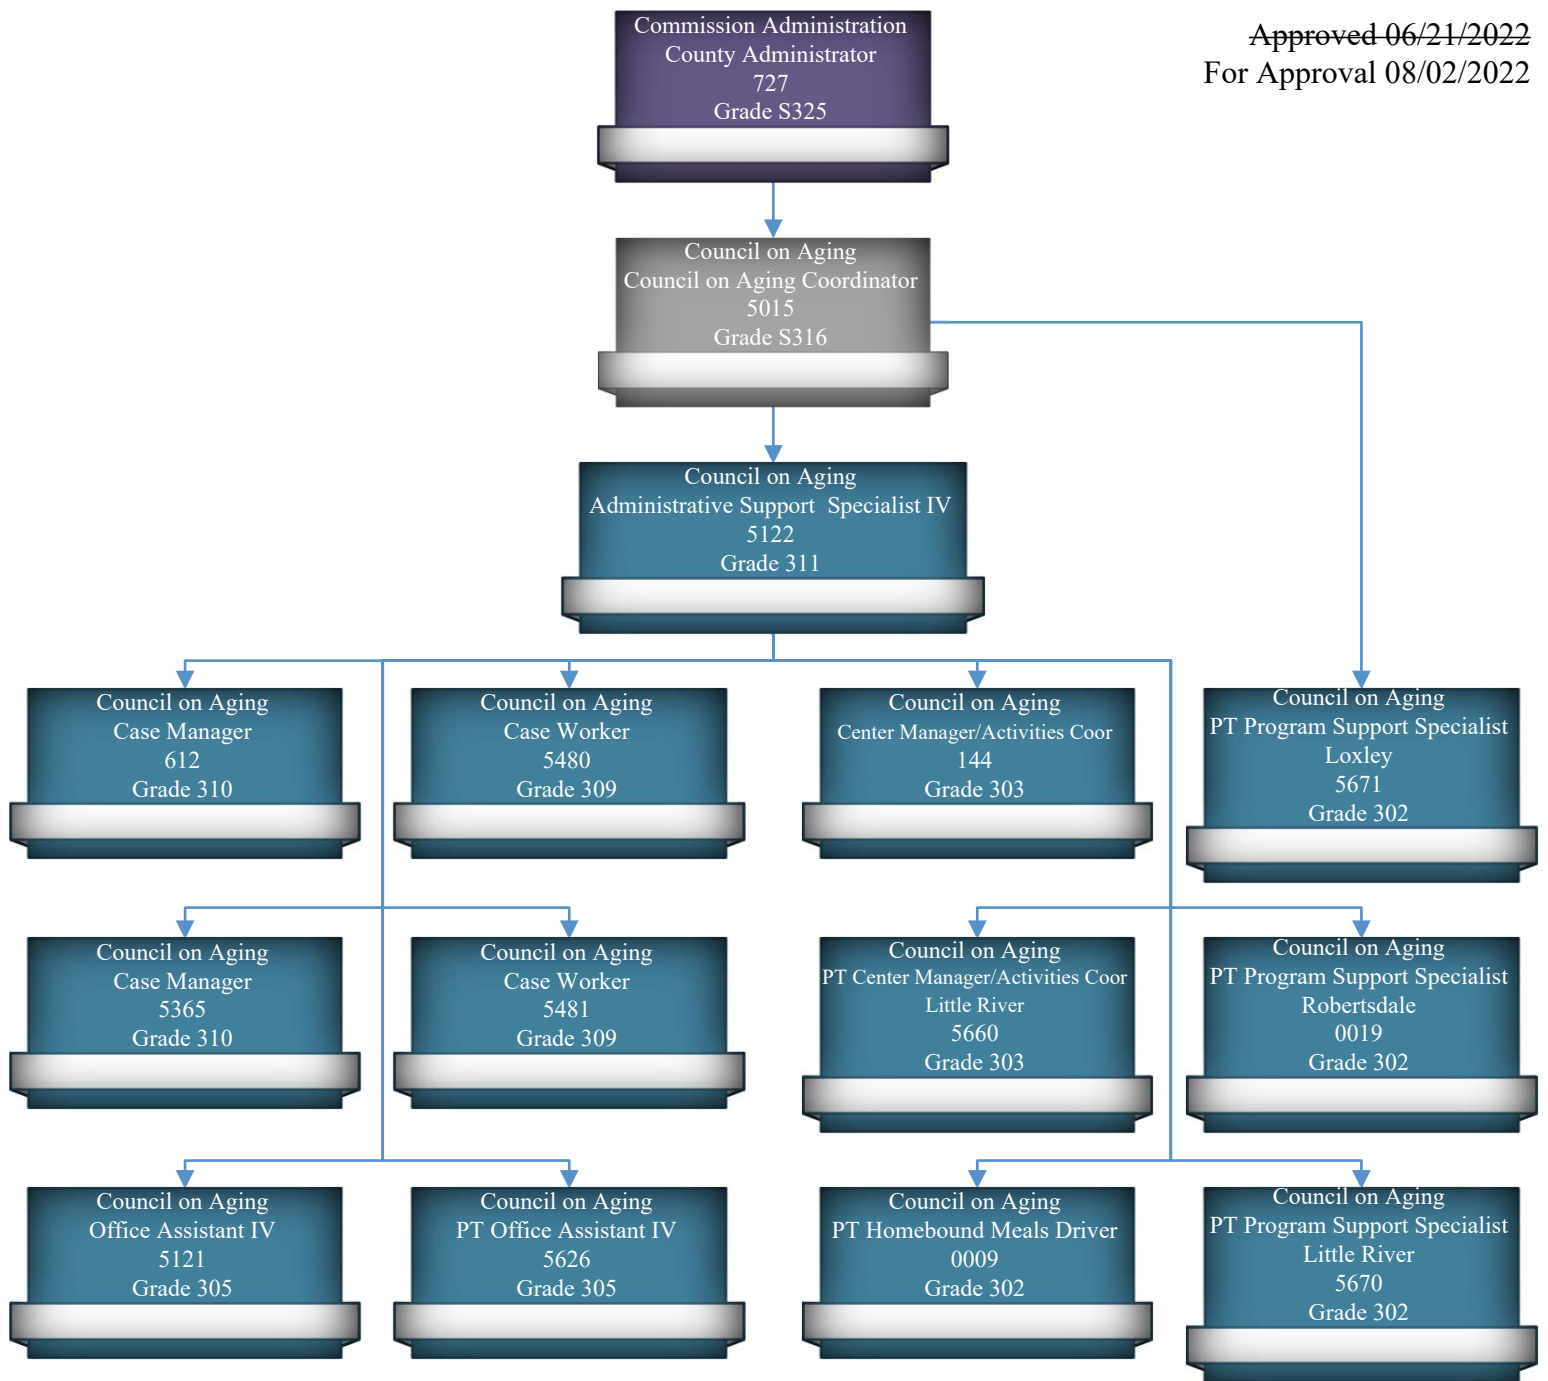 Commission Administration
County Administrator
727
Grade S325
Approved 06/21/2022
For Approval 08/02/2022
Council on Aging
Council on Aging Coordinator
5015
Grade S316
Council on Aging
Administrative Support  Specialist IV
5122
Grade 311
Council on Aging
Case Manager
612
Grade 310
Council on Aging
Case Worker
5480
Grade 309
Council on Aging
Center Manager/Activities Coor
144
Grade 303
Council on Aging
PT Program Support Specialist
Loxley
5671
Grade 302
Council on Aging
Case Manager
5365
Grade 310
Council on Aging
Case Worker
5481
Grade 309
Council on Aging
PT Center Manager/Activities Coor
Little River
5660
Grade 303
Council on Aging
PT Program Support Specialist
Robertsdale
0019
Grade 302
Council on Aging
Office Assistant IV
5121
Grade 305
Council on Aging
PT Office Assistant IV
5626
Grade 305
Council on Aging
PT Homebound Meals Driver
0009
Grade 302
Council on Aging
PT Program Support Specialist
Little River
5670
Grade 302